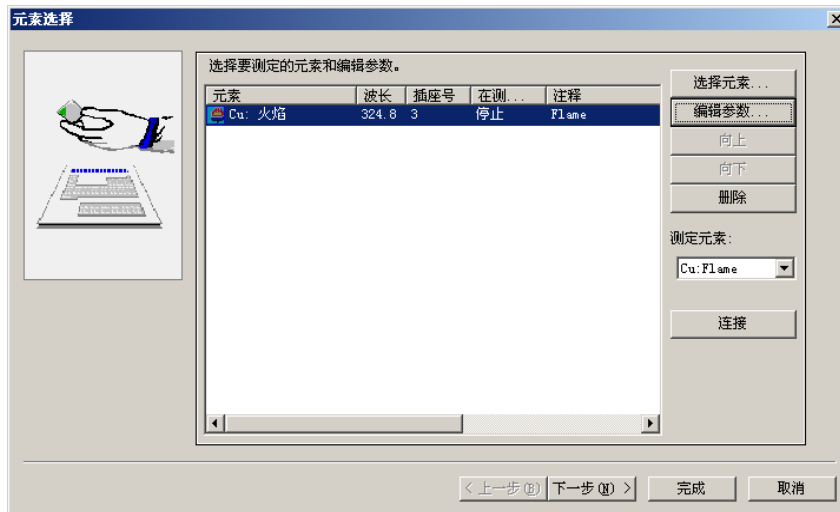 元素选择
选择要测定的元素和编辑参数。
元素 波长 插座号 在测... 注释
Cu: 火焰 324.8 3 停止 Flame
选择元素...
编辑参数...
向上
向下
删除
测定元素:
Cu:Flame
连接
< 上一步(B) 下一步(N) > 完成 取消